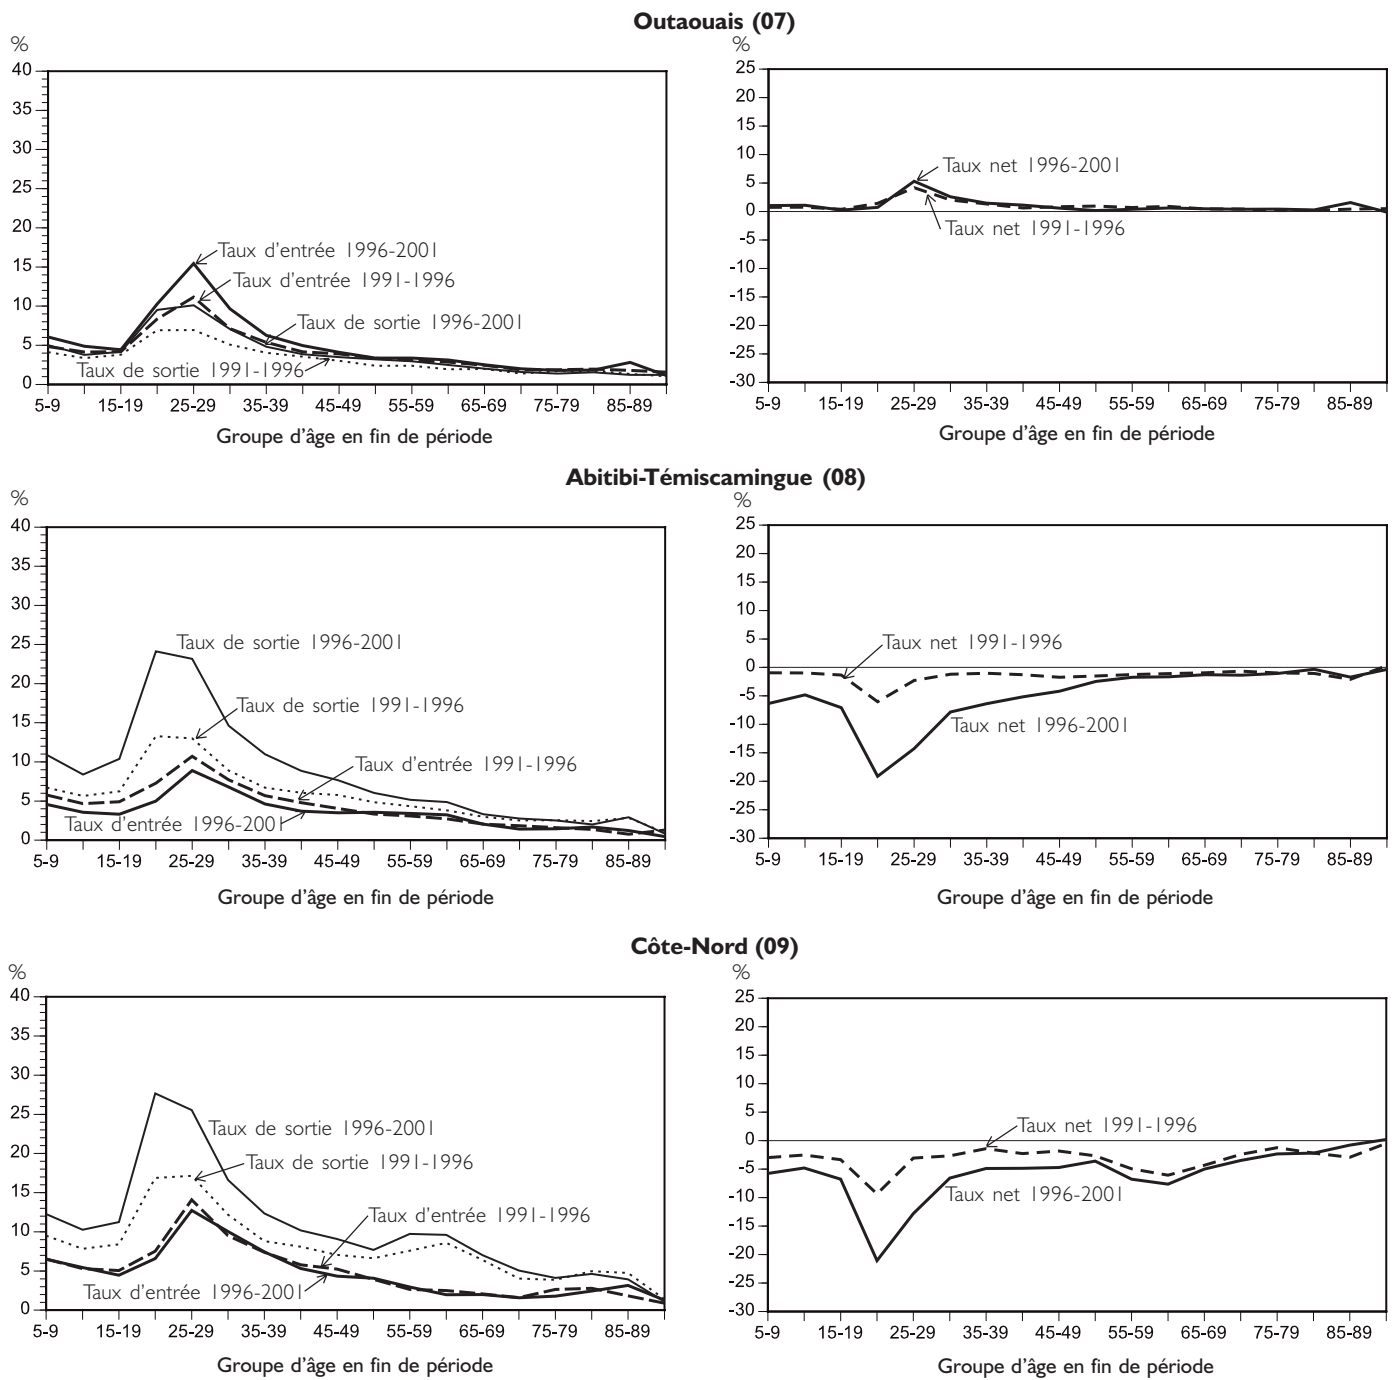 Outaouais (07)
%
40
35
30
25
20
15
10
5
0
Taux d'entrée 1996-2001
Taux d'entrée 1991-1996
Taux de sortie 1996-2001
Taux de sortie 1991-1996
5-9 15-19 25-29 35-39 45-49 55-59 65-69 75-79 85-89
Groupe d'âge en fin de période
%
25
20
15
10
5
0
-5
-10
-15
-20
-25
-30
Taux net 1996-2001
Taux net 1991-1996
5-9 15-19 25-29 35-39 45-49 55-59 65-69 75-79 85-89
Groupe d'âge en fin de période
Abitibi-Témiscamingue (08)
%
40
35
30
25
20
15
10
5
0
Taux de sortie 1996-2001
Taux de sortie 1991-1996
Taux d'entrée 1991-1996
Taux d'entrée 1996-2001
5-9 15-19 25-29 35-39 45-49 55-59 65-69 75-79 85-89
Groupe d'âge en fin de période
%
25
20
15
10
5
0
-5
-10
-15
-20
-25
-30
Taux net 1991-1996
Taux net 1996-2001
5-9 15-19 25-29 35-39 45-49 55-59 65-69 75-79 85-89
Groupe d'âge en fin de période
Côte-Nord (09)
%
40
35
30
25
20
15
10
5
0
Taux de sortie 1996-2001
Taux de sortie 1991-1996
Taux d'entrée 1991-1996
Taux d'entrée 1996-2001
5-9 15-19 25-29 35-39 45-49 55-59 65-69 75-79 85-89
Groupe d'âge en fin de période
%
25
20
15
10
5
0
-5
-10
-15
-20
-25
-30
Taux net 1991-1996
Taux net 1996-2001
5-9 15-19 25-29 35-39 45-49 55-59 65-69 75-79 85-89
Groupe d'âge en fin de période